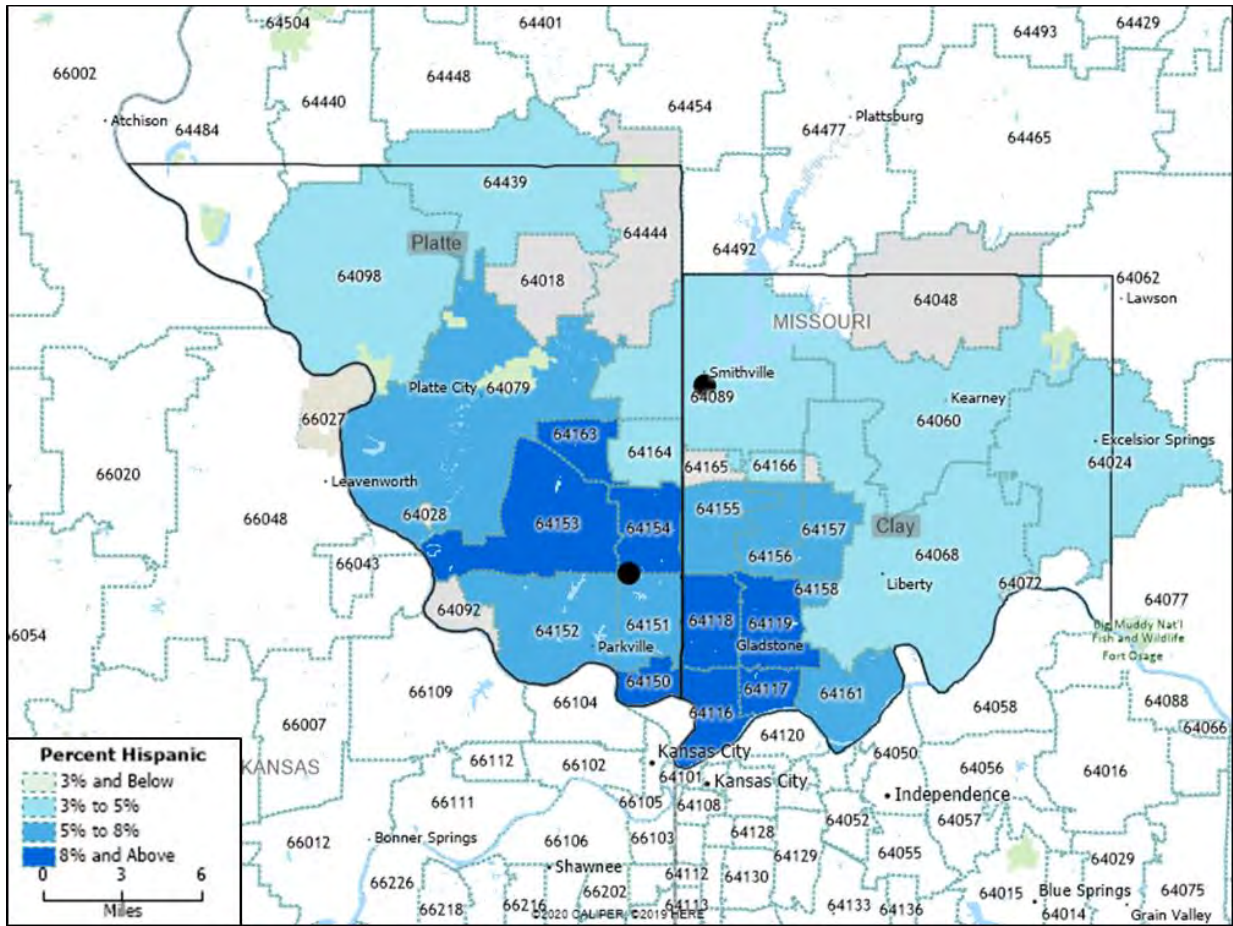 64504
64401
64493
64429
66002
64448
64440
64454
Atchison
64484
64477
Plattsburg
64465
64439
64444
Platte
64492
64098
64018
64062
Lawson
64048
MISSOURI
Smithville
64089
Platte City
64079
Kearney
64060
66027
64163
64164
64165
64166
Excelsior Springs
64024
66020
Leavenworth
66048
64028
64153
64154
64155
64157
Clay
64156
64068
66043
64158
Liberty
64072
64077
66054
64092
64152
64151
Parkville
64118
64119
Gladstone
Big Muddy Nat'l
Fish and Wildlife
Fort Osage
66109
64150
64117
64161
64088
66104
64116
64058
64066
66007
64120
Kansas City
64050
KANSAS
66112
66102
64101
Kansas City
64056
64016
66111
66105
64108
Independence
66012
Bonner Springs
66106
66103
64128
64052
64057
Shawnee
64129
64055
64029
66226
66202
64112
64130
64015
Blue Springs
64075
66218
66216
64113
64133
64136
64014
Grain Valley
Percent Hispanic
3% and Below
3% to 5%
5% to 8%
8% and Above
0 3 6
Miles
©2020 CALIPER; ©2019 HERE